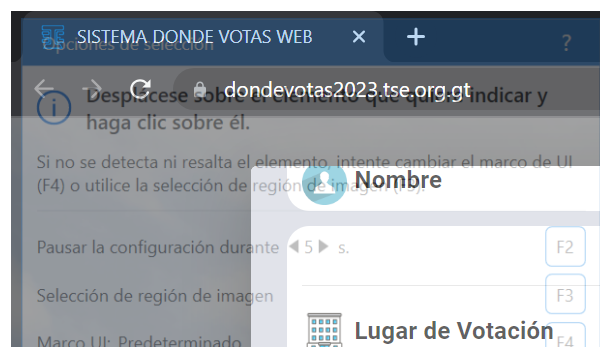 SISTEMA DONDE VOTAS WEB
Opciones de selección
?
dondevotas2023.tse.org.gt
Desplácese sobre el elemento que quiera indicar y
haga clic sobre él.
Si no se detecta ni resalta el elemento, intente cambiar el marco de UI
(F4) o utilice la selección de región de imagen (F3).
Nombre
Pausar la configuración durante 5 s.
F2
Selección de región de imagen
F3
Lugar de Votación
Marco UI: Predeterminado
F4